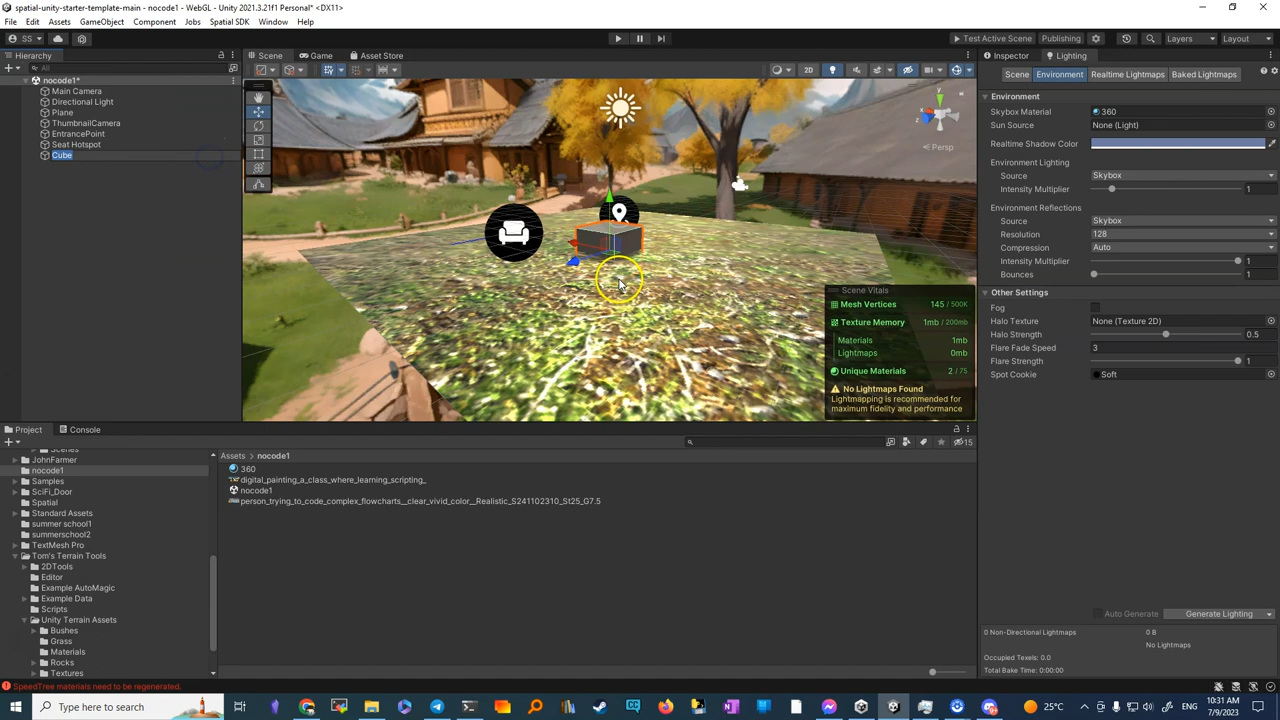 spatial-unity-starter-template-main - nocode1 - WebGL - Unity 2021.3.21f1 Personal* <DX11>
File Edit Assets GameObject Component Jobs Spatial SDK Window Help
SS Test Active Scene Publishing Layers Layout
Hierarchy Scene Game Asset Store Inspector Lighting
All 2D Scene Environment Realtime Lightmaps Baked Lightmaps
nocode1*
Main Camera
Directional Light
Plane
ThumbnailCamera
EntrancePoint
Seat Hotspot
Cube
Persp
Scene Vitals
Mesh Vertices 145 / 500K
Texture Memory 1mb / 200mb
Materials 1mb
Lightmaps 0mb
Unique Materials 2 / 75
No Lightmaps Found
Lightmapping is recommended for
maximum fidelity and performance
Environment
Skybox Material 360
Sun Source None (Light)
Realtime Shadow Color
Environment Lighting
Source Skybox
Intensity Multiplier 1
Environment Reflections
Source Skybox
Resolution 128
Compression Auto
Intensity Multiplier 1
Bounces 1
Other Settings
Fog
Halo Texture None (Texture 2D)
Halo Strength 0.5
Flare Fade Speed 3
Flare Strength 1
Spot Cookie Soft
Auto Generate Generate Lighting
0 Non-Directional Lightmaps 0 B
No Lightmaps
Occupied Texels: 0.0
Total Bake Time: 0:00:00
Project Console
15
Scenes
JohnFarmer
nocode1
Samples
SciFi_Door
Spatial
Standard Assets
summer school1
summerschool2
TextMesh Pro
Tom's Terrain Tools
2DTools
Editor
Example AutoMagic
Example Data
Scripts
Unity Terrain Assets
Bushes
Grass
Materials
Rocks
Textures
Assets > nocode1
360
digital_painting_a_class_where_learning_scripting_
nocode1
person_trying_to_code_complex_flowcharts__clear_vivid_color__Realistic_S241102310_St25_G7.5
SpeedTree materials need to be regenerated.
Type here to search
25°C ENG 10:31 AM 7/9/2023